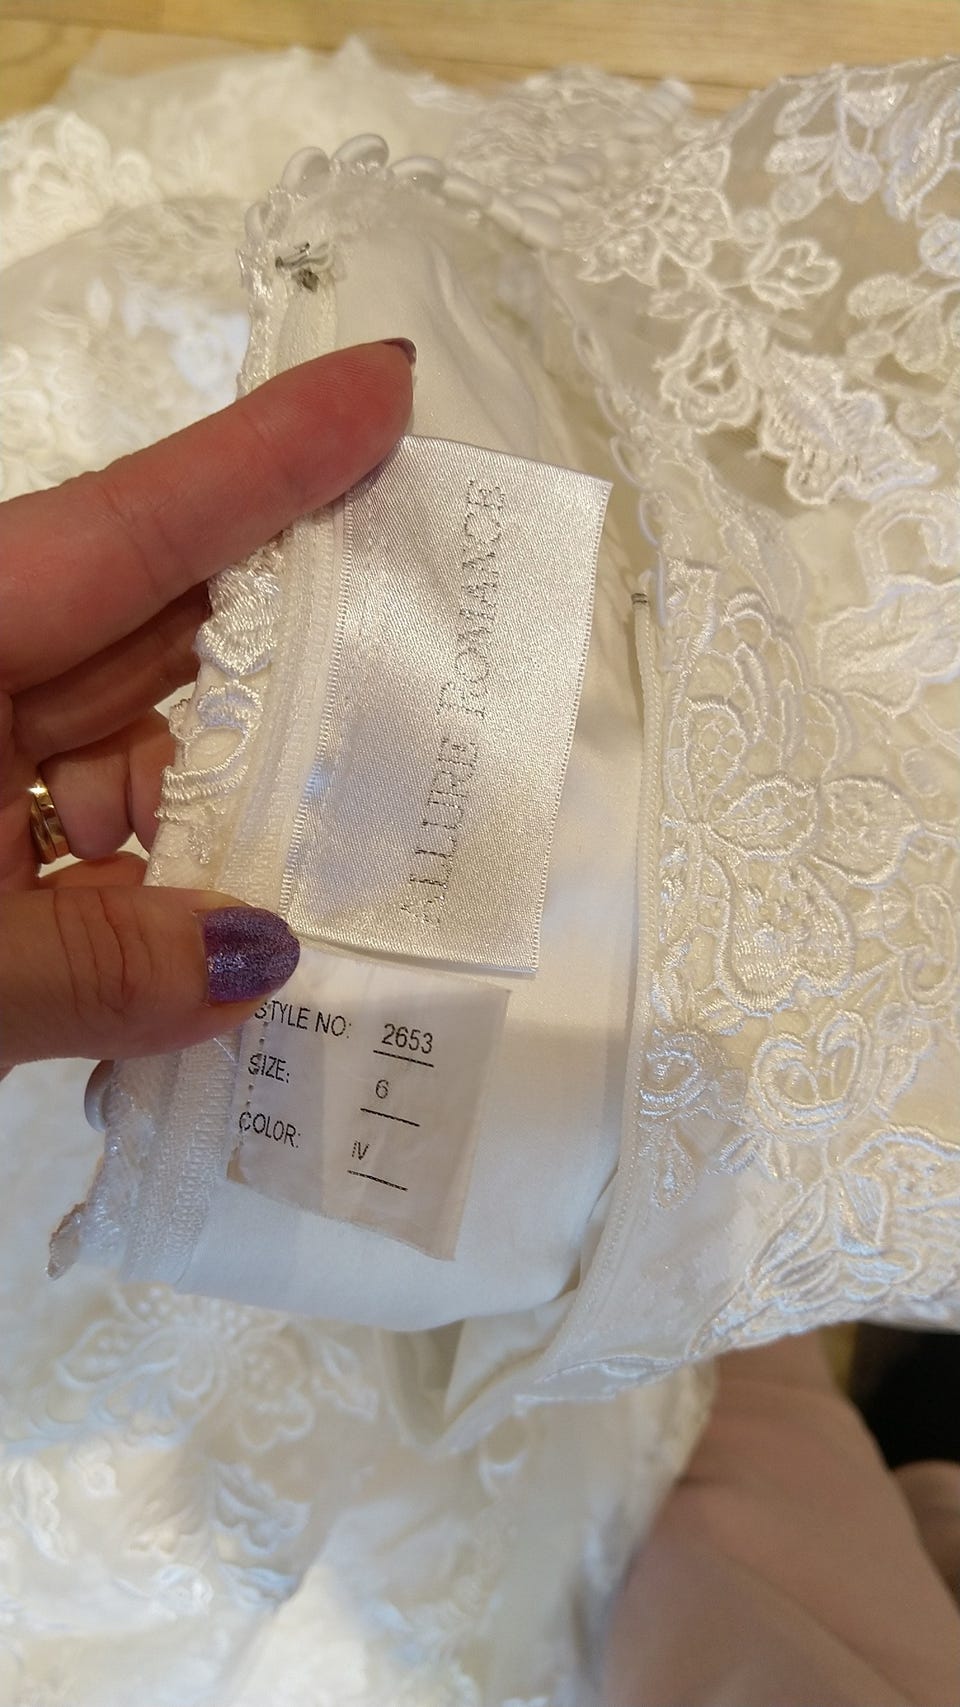 ALLURE ROMANCE
STYLE NO: 2653
SIZE: 6
COLOR: IV